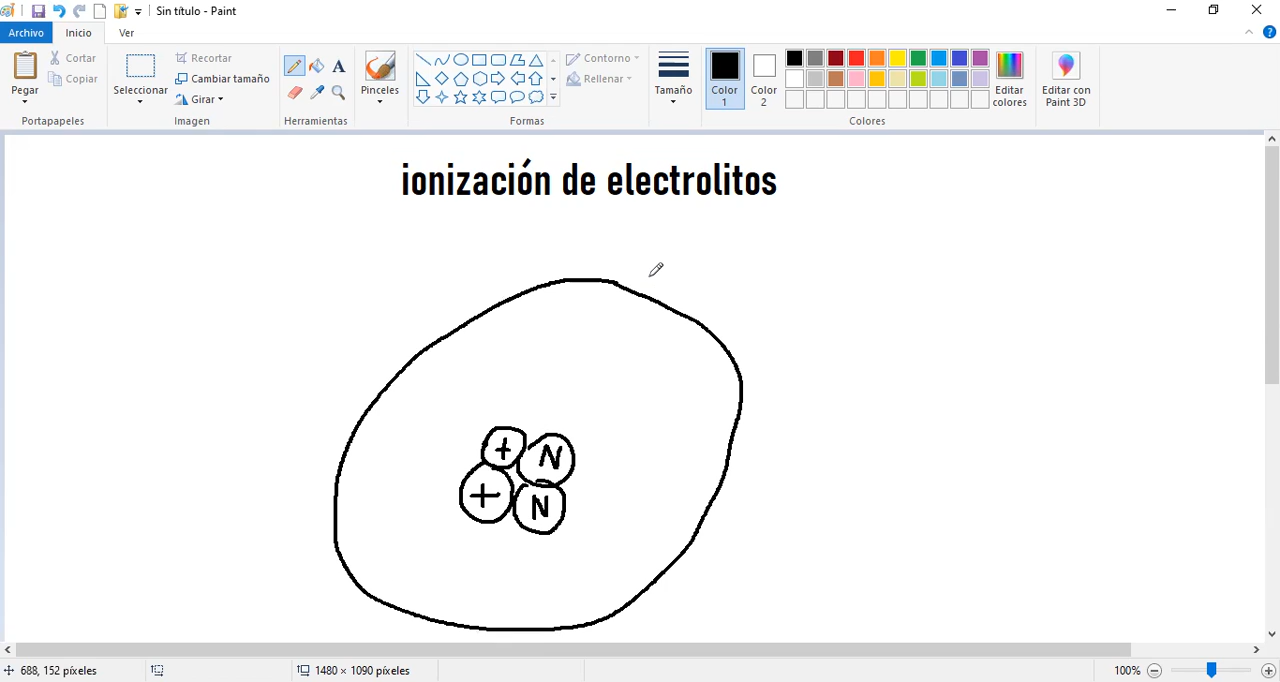 Sin título - Paint
Archivo Inicio Ver
Pegar
Cortar
Copiar
Portapapeles
Seleccionar
Recortar
Cambiar tamaño
Girar
Imagen
A
Herramientas
Pinceles
Contorno
Rellenar
Formas
Tamaño
Color
1
Color
2
Editar
colores
Colores
Editar con
Paint 3D
?
ionización de electrolitos
+ N
+ N
688, 152 píxeles
1480 × 1090 píxeles
100%